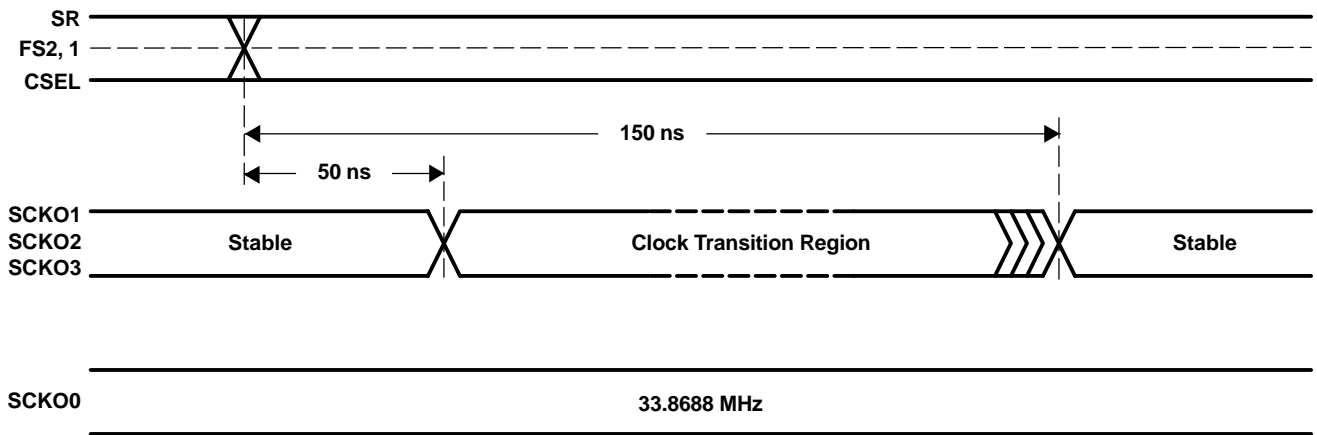 SR
FS2, 1
CSEL
150 ns
50 ns
SCKO1
SCKO2
SCKO3
Stable
Clock Transition Region
Stable
SCKO0
33.8688 MHz